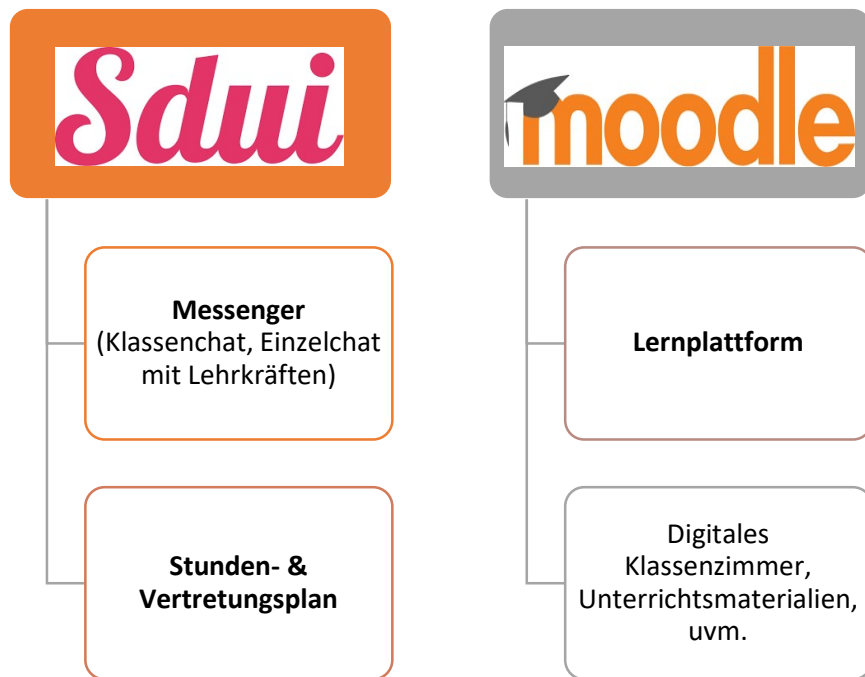 Sdui
Messenger
(Klassenchat, Einzelchat
mit Lehrkräften)
Stunden- &
Vertretungsplan
moodle
Lernplattform
Digitales
Klassenzimmer,
Unterrichtsmaterialien,
uvm.